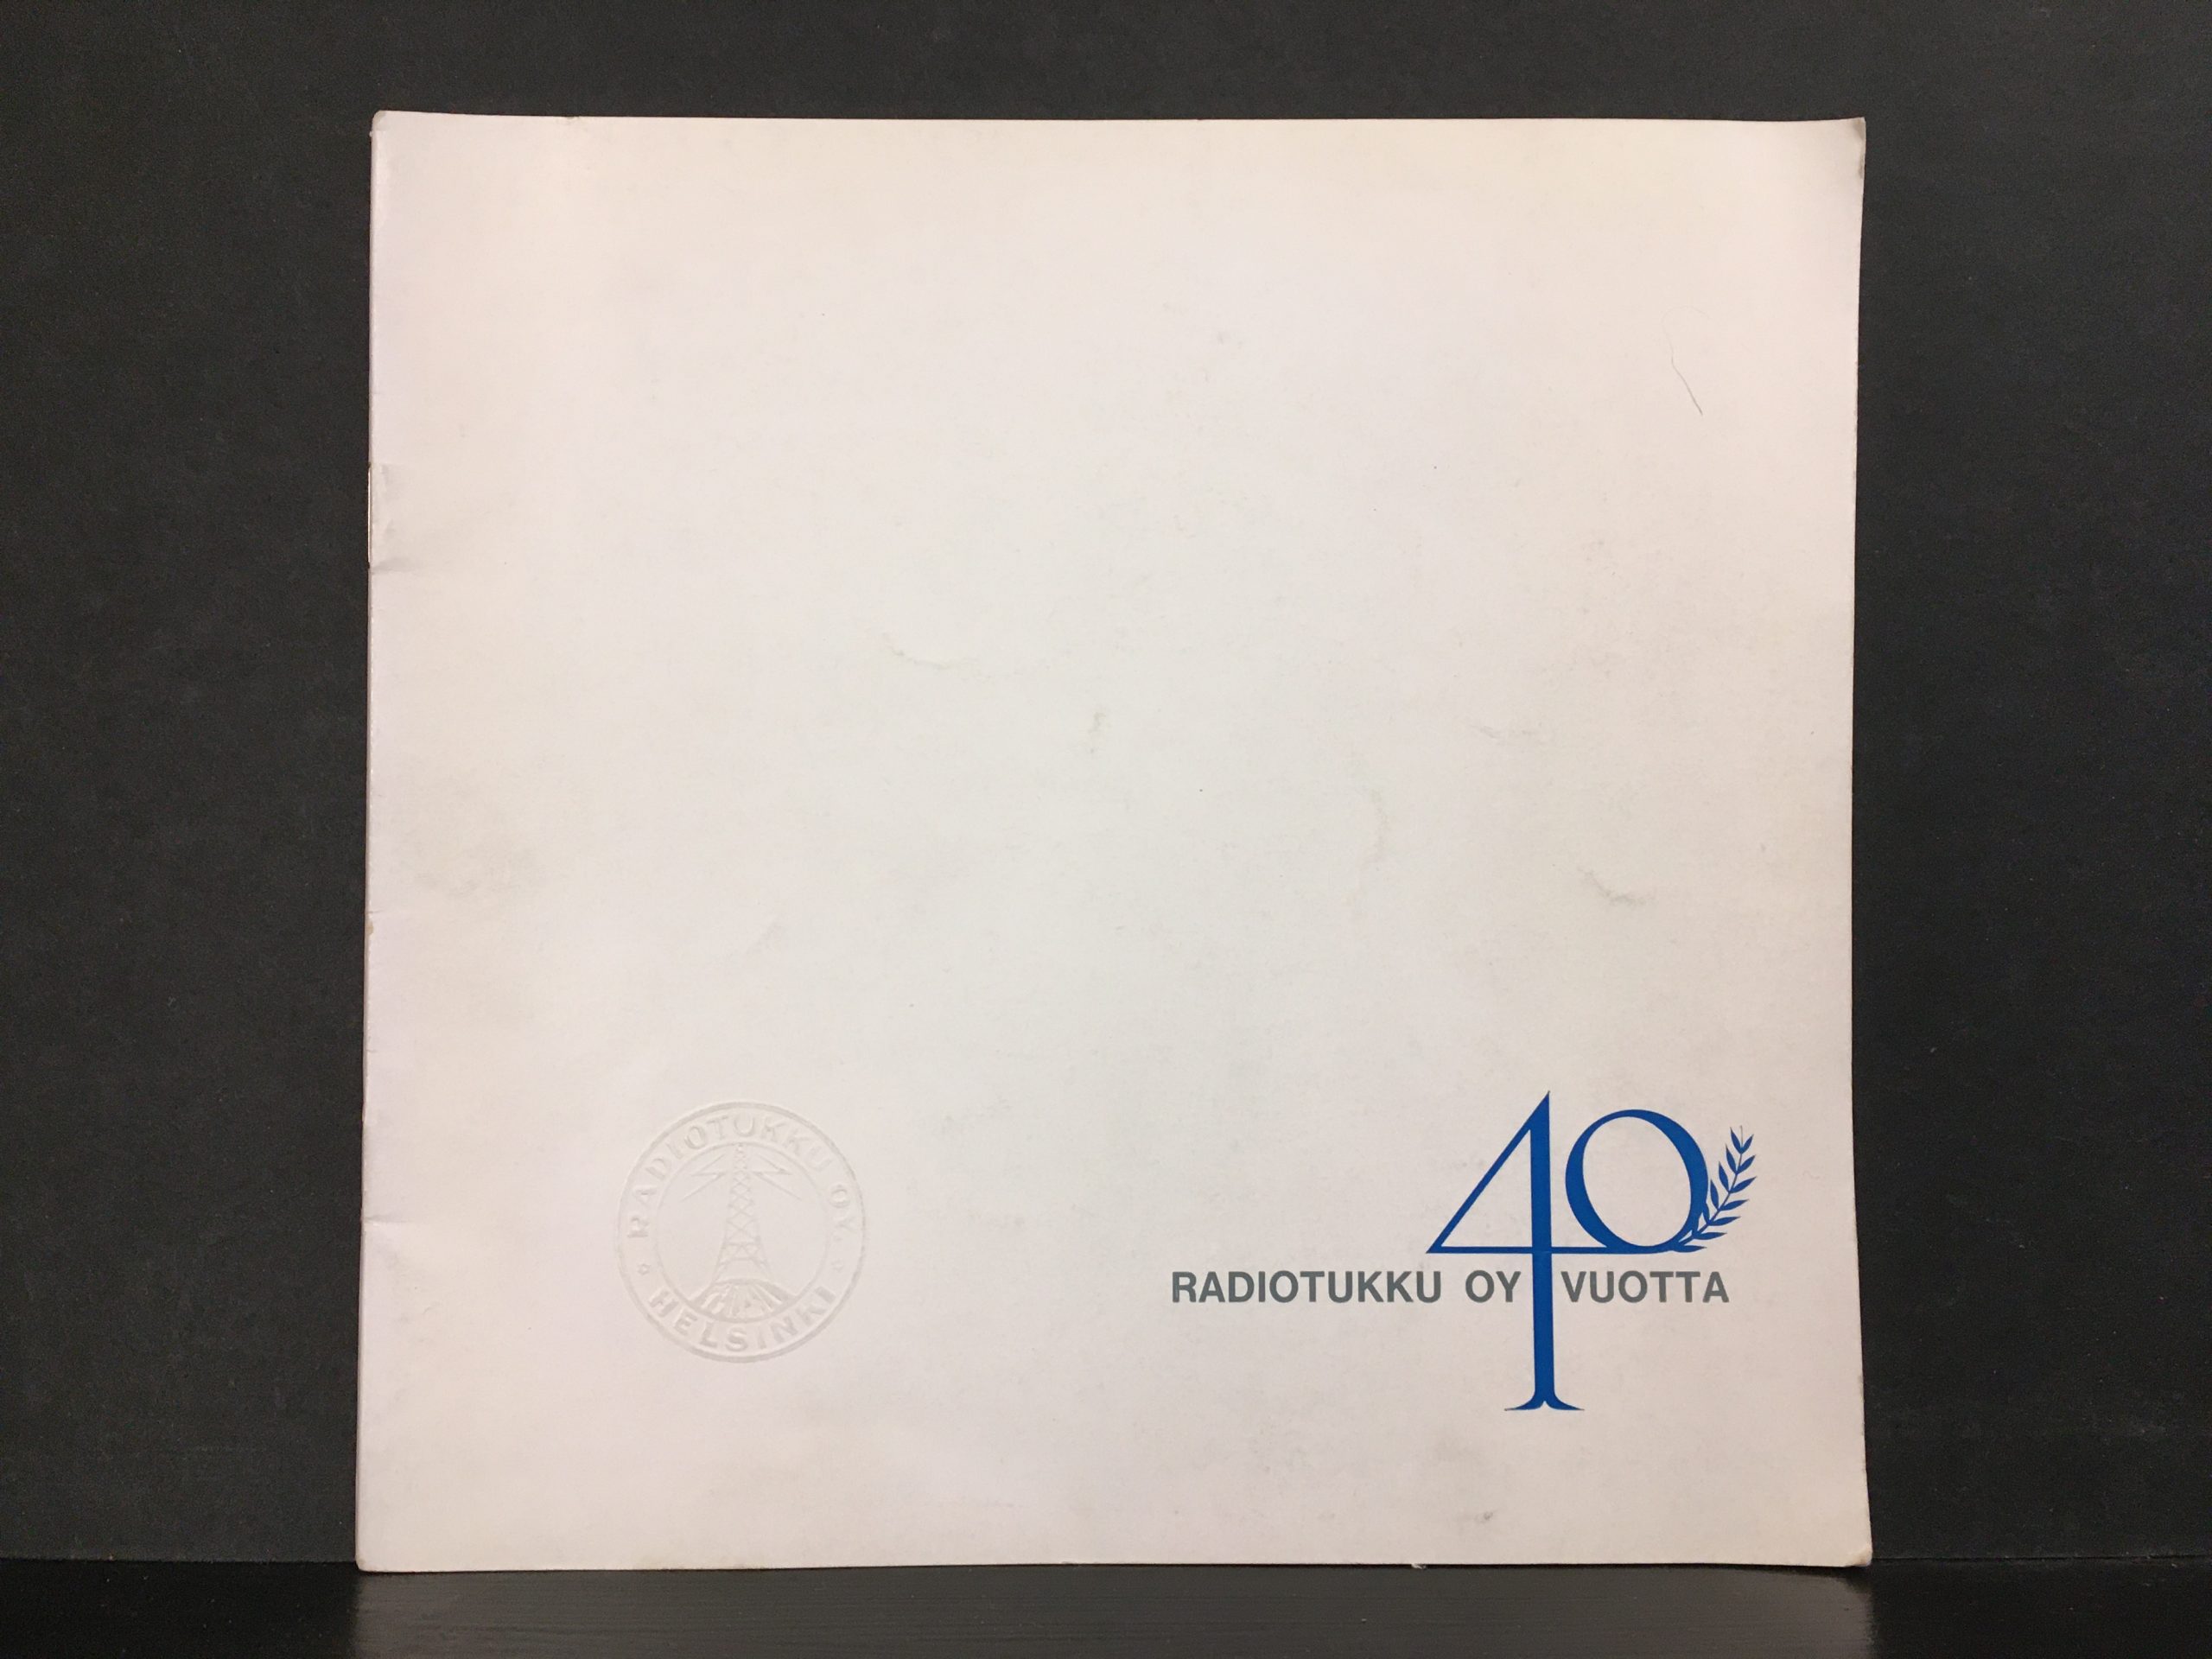 RADIOTUKKU OY.
HELSINKI
40
RADIOTUKKU OY VUOTTA